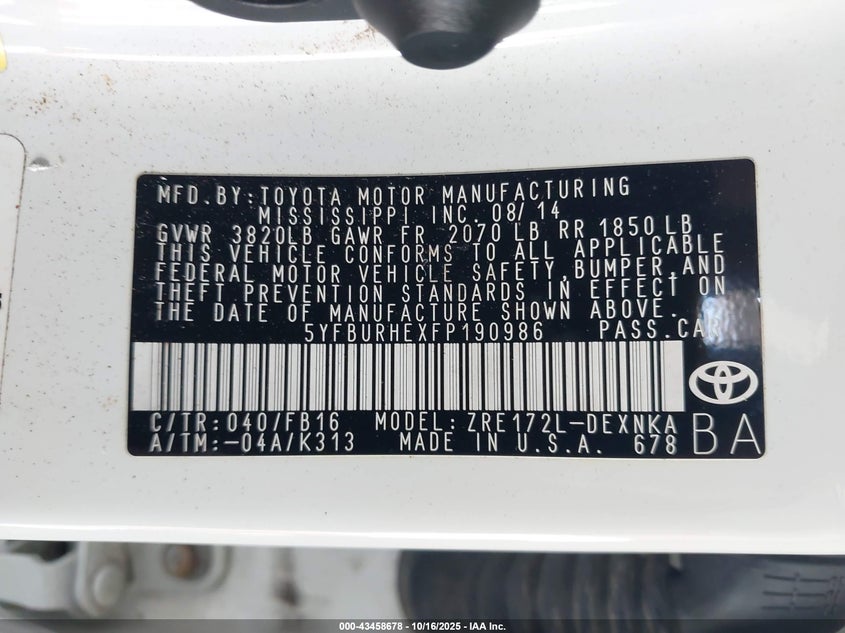 MFD.BY:TOYOTA MOTOR MANUFACTURING
MISSISSIPPI INC. 08/14
GVWR 3820LB GAWR FR 2070 LB RR 1850 LB
THIS VEHICLE CONFORMS TO ALL APPLICABLE
FEDERAL MOTOR VEHICLE SAFETY,BUMPER,AND
THEFT PREVENTION STANDARDS IN EFFECT ON
THE DATE OF MANUFACTURE SHOWN ABOVE.
5YFBURHEXFP190986 PASS.CAR
C/TR:040/FB16 MODEL:ZRE172L-DEXNKA
A/TM:-04A/K313 MADE IN U.S.A. 678 BA
000-43458678 - 10/16/2025 - IAA Inc.